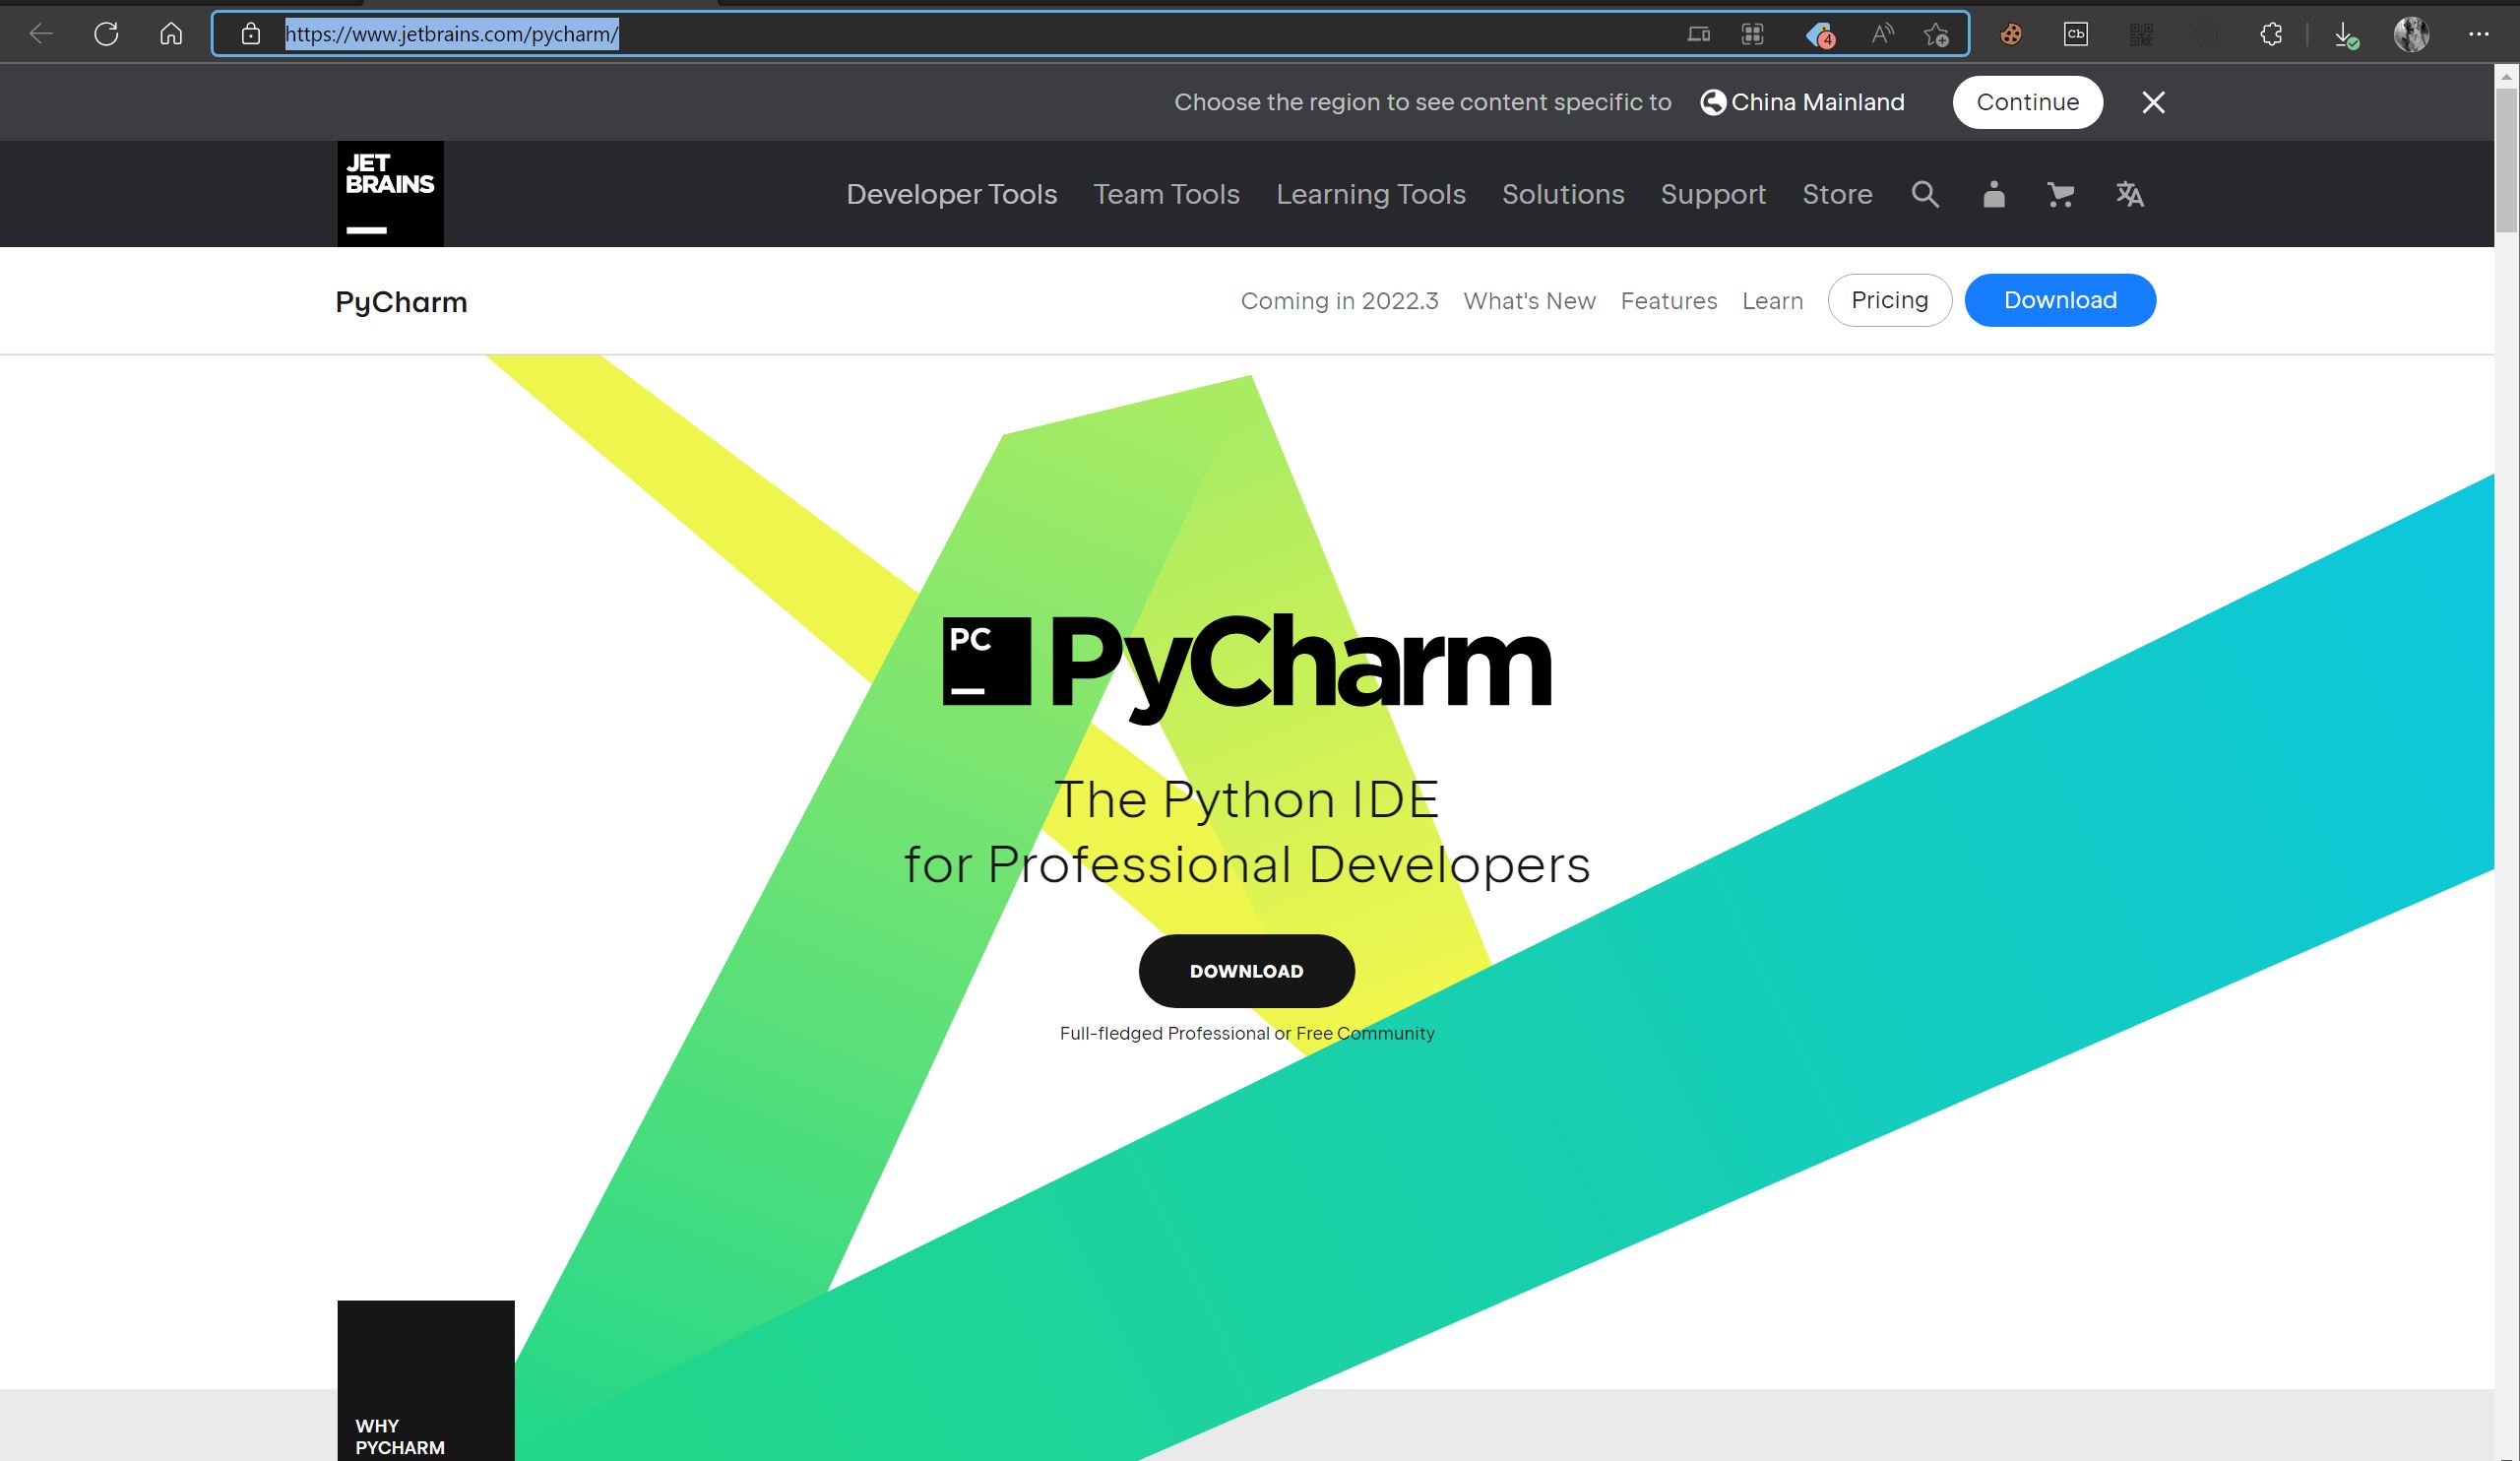 https://www.jetbrains.com/pycharm/
4
Cb
Choose the region to see content specific to China Mainland Continue
JET
BRAINS
Developer Tools Team Tools Learning Tools Solutions Support Store
PyCharm Coming in 2022.3 What's New Features Learn Pricing Download
PC PyCharm
The Python IDE
for Professional Developers
DOWNLOAD
Full-fledged Professional or Free Community
WHY
PYCHARM